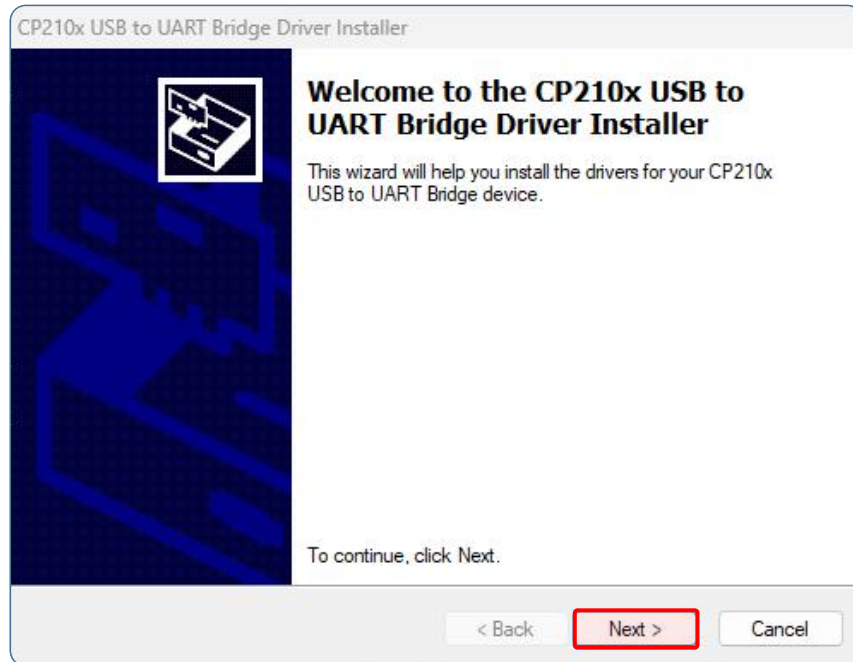 CP210x USB to UART Bridge Driver Installer
Welcome to the CP210x USB to
UART Bridge Driver Installer
This wizard will help you install the drivers for your CP210x
USB to UART Bridge device.
To continue, click Next.
< Back Next > Cancel